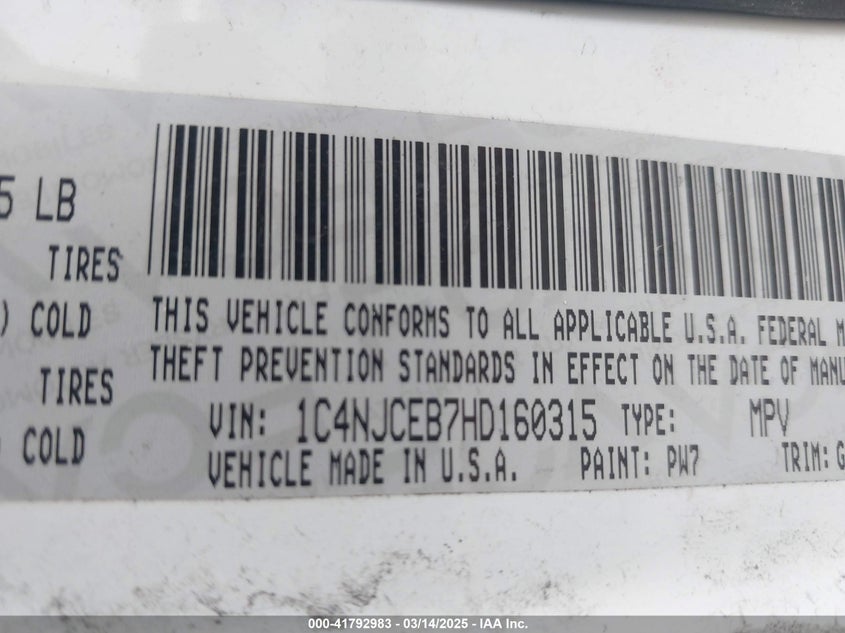 5 LB
TIRES
) COLD
TIRES
COLD
THIS VEHICLE CONFORMS TO ALL APPLICABLE U.S.A. FEDERAL M
THEFT PREVENTION STANDARDS IN EFFECT ON THE DATE OF MANU
VIN: 1C4NJCEB7HD160315 TYPE: MPV
VEHICLE MADE IN U.S.A. PAINT: PW7 TRIM: G
000-41792983 / 03/14/2025 - IAA Inc.